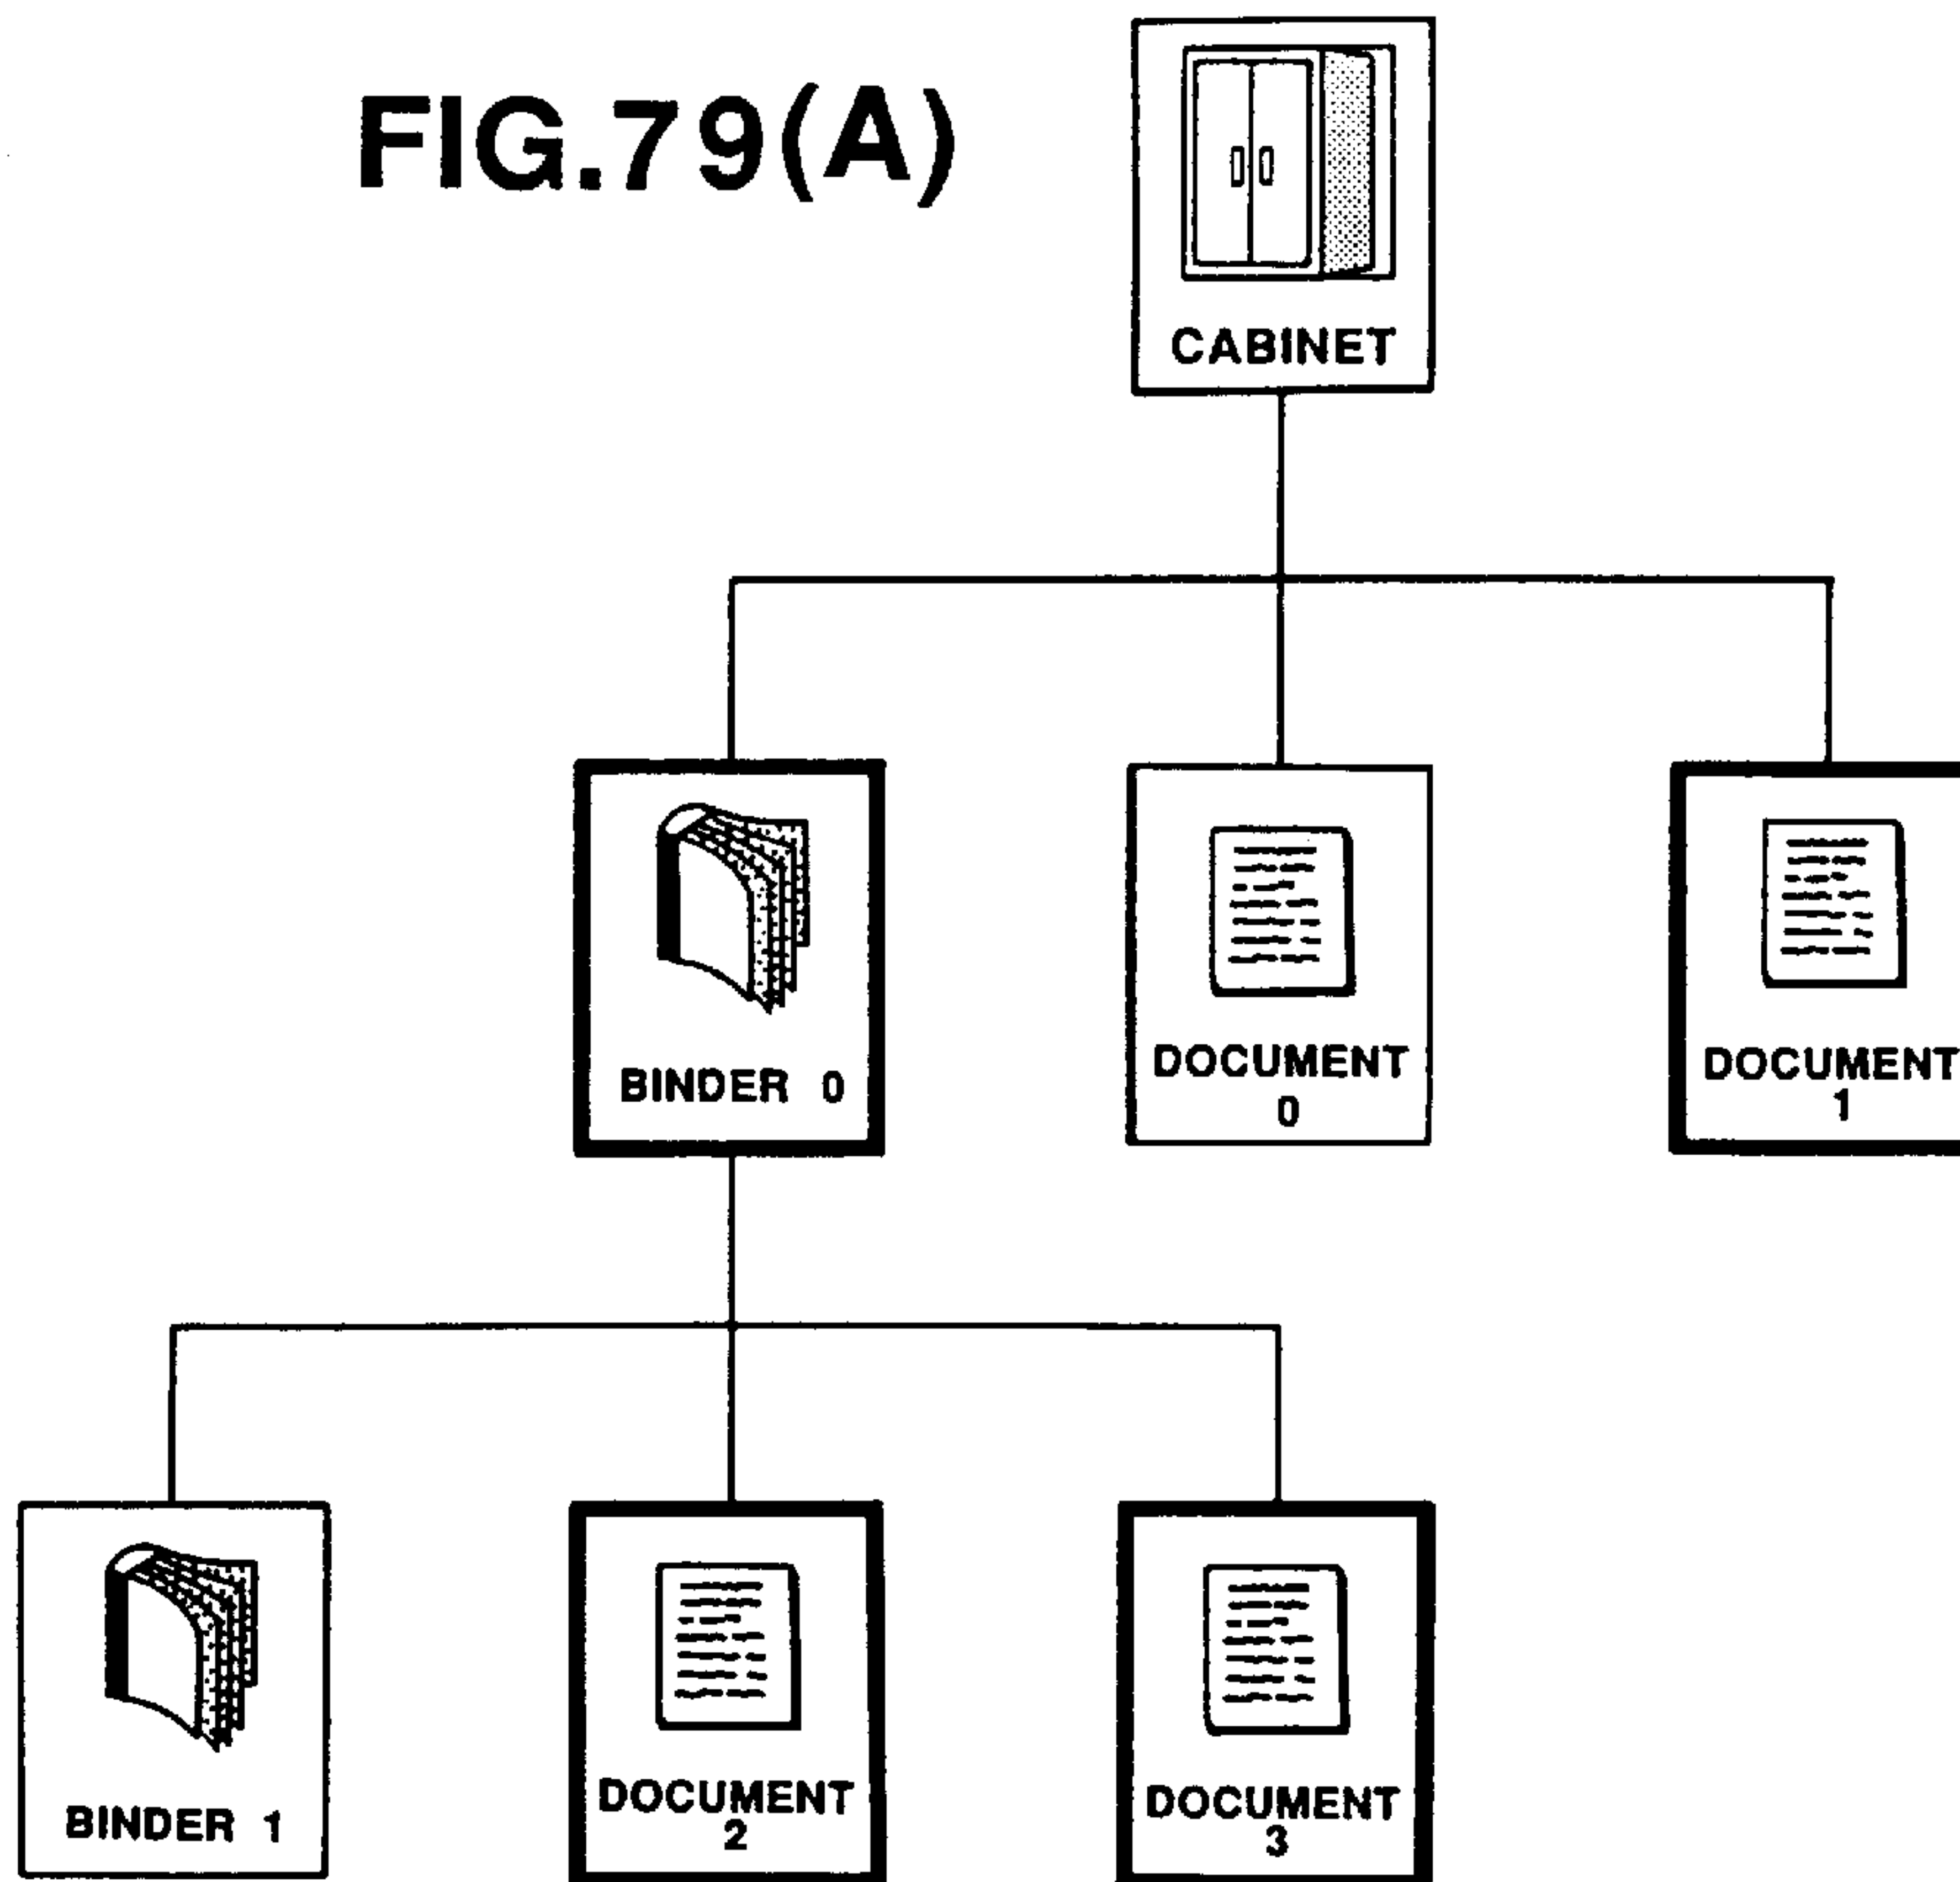 FIG.79(A)
CABINET
BINDER 0
DOCUMENT
0
DOCUMENT
1
BINDER 1
DOCUMENT
2
DOCUMENT
3